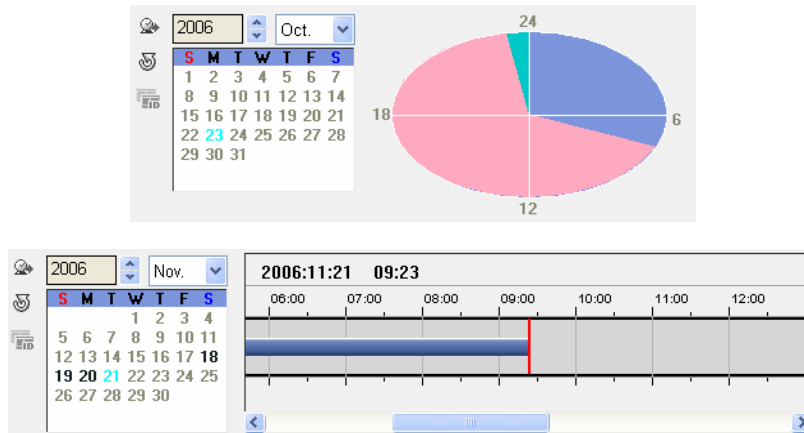 2006 Oct.
S M T W T F S
1 2 3 4 5 6 7
8 9 10 11 12 13 14
15 16 17 18 19 20 21
22 23 24 25 26 27 28
29 30 31
ID
24
18
6
12
2006 Nov.
S M T W T F S
1 2 3 4
5 6 7 8 9 10 11
12 13 14 15 16 17 18
19 20 21 22 23 24 25
26 27 28 29 30
ID
2006:11:21 09:23
06:00 07:00 08:00 09:00 10:00 11:00 12:00